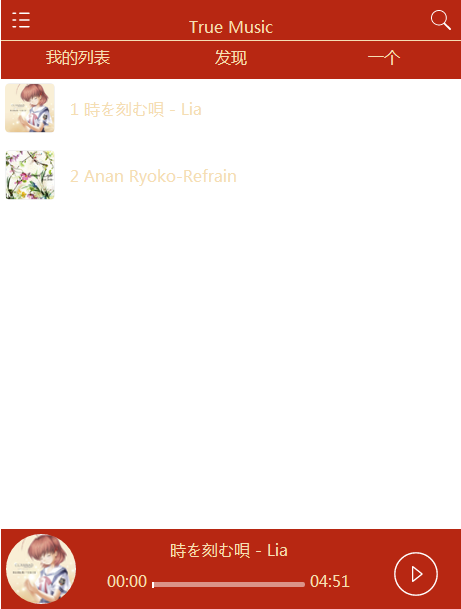 True Music
我的列表 发现 一个
1 時を刻む唄 - Lia
2 Anan Ryoko-Refrain
時を刻む唄 - Lia
00:00 04:51